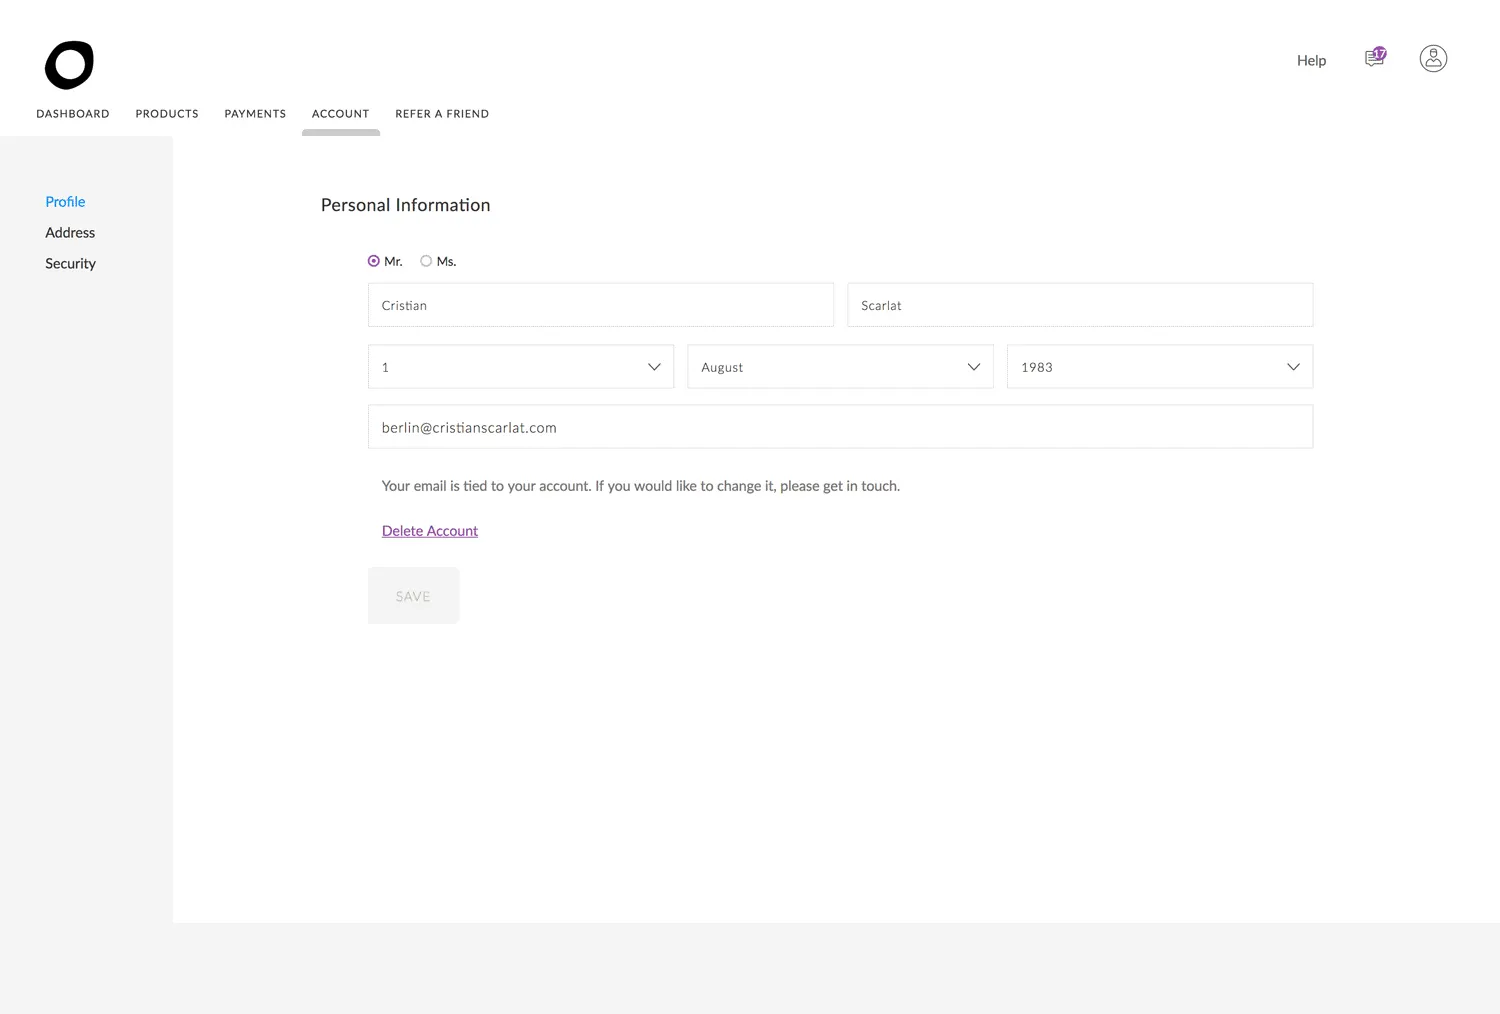 Help
17
DASHBOARD PRODUCTS PAYMENTS ACCOUNT REFER A FRIEND
Profile
Address
Security
Personal Information
Mr. Ms.
Cristian Scarlat
1 August 1983
berlin@cristianscarlat.com
Your email is tied to your account. If you would like to change it, please get in touch.
Delete Account
SAVE